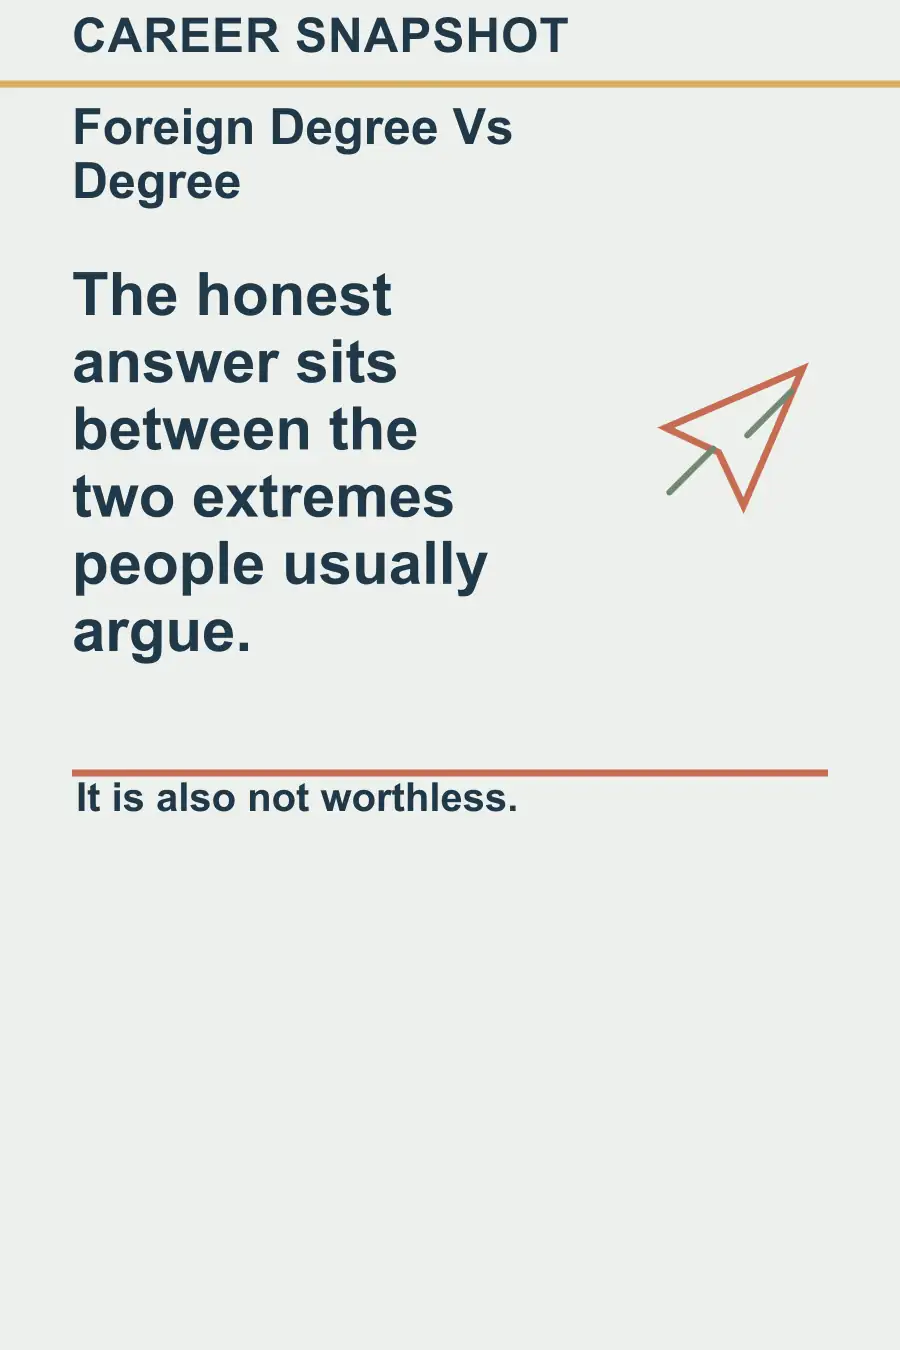 CAREER SNAPSHOT
Foreign Degree Vs
Degree
The honest
answer sits
between the
two extremes
people usually
argue.
It is also not worthless.